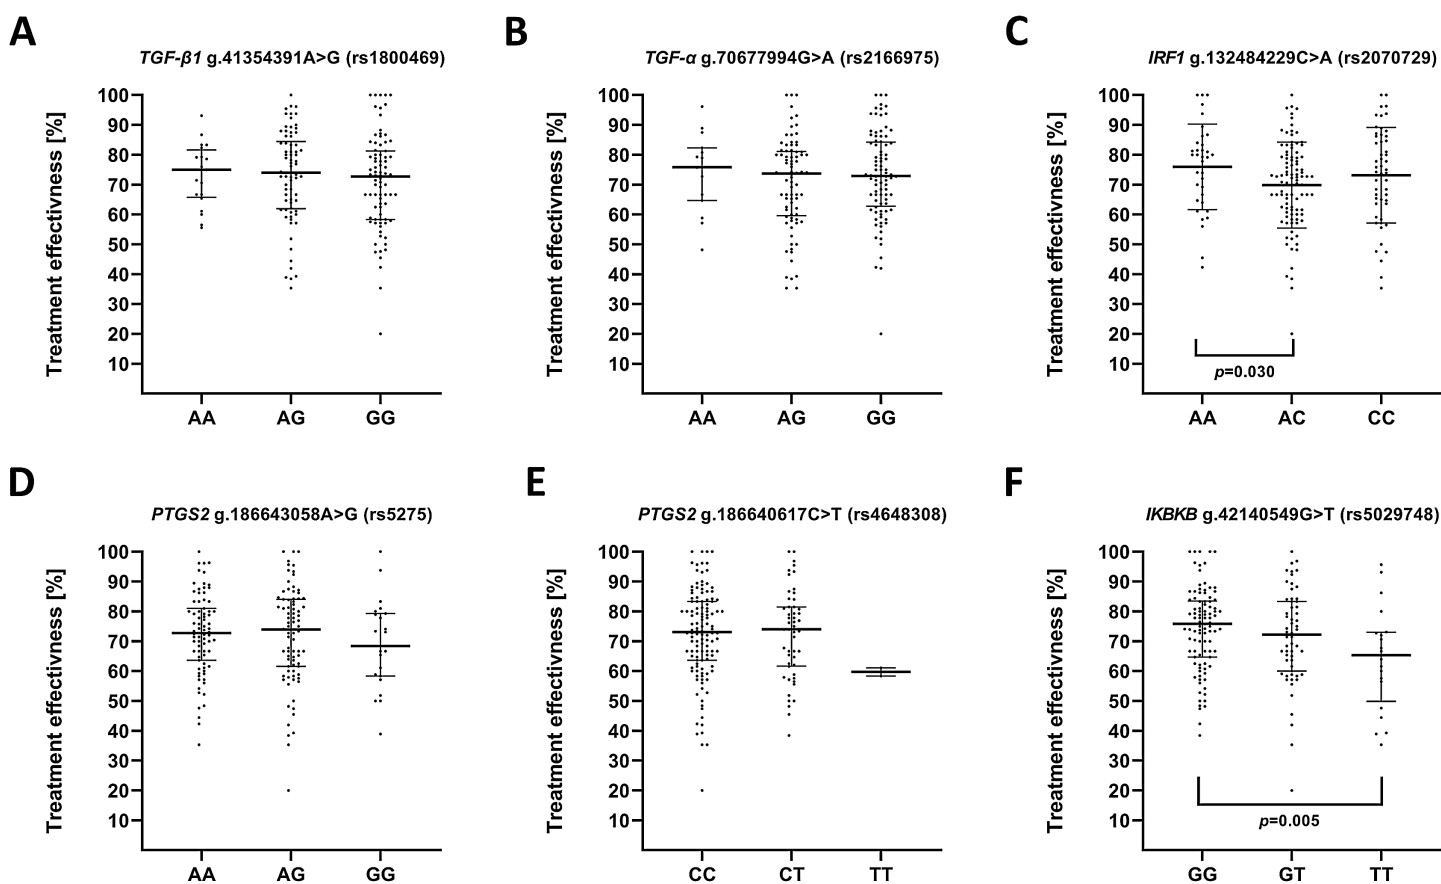 A
TGF-β1 g.41354391A>G (rs1800469)
Treatment effectivness [%]
100
90
80
70
60
50
40
30
20
10
AA AG GG
B
TGF-α g.70677994G>A (rs2166975)
Treatment effectivness [%]
100
90
80
70
60
50
40
30
20
10
AA AG GG
C
IRF1 g.132484229C>A (rs2070729)
Treatment effectivness [%]
100
90
80
70
60
50
40
30
20
10
p=0.030
AA AC CC
D
PTGS2 g.186643058A>G (rs5275)
Treatment effectivness [%]
100
90
80
70
60
50
40
30
20
10
AA AG GG
E
PTGS2 g.186640617C>T (rs4648308)
Treatment effectivness [%]
100
90
80
70
60
50
40
30
20
10
CC CT TT
F
IKBKB g.42140549G>T (rs5029748)
Treatment effectivness [%]
100
90
80
70
60
50
40
30
20
10
p=0.005
GG GT TT